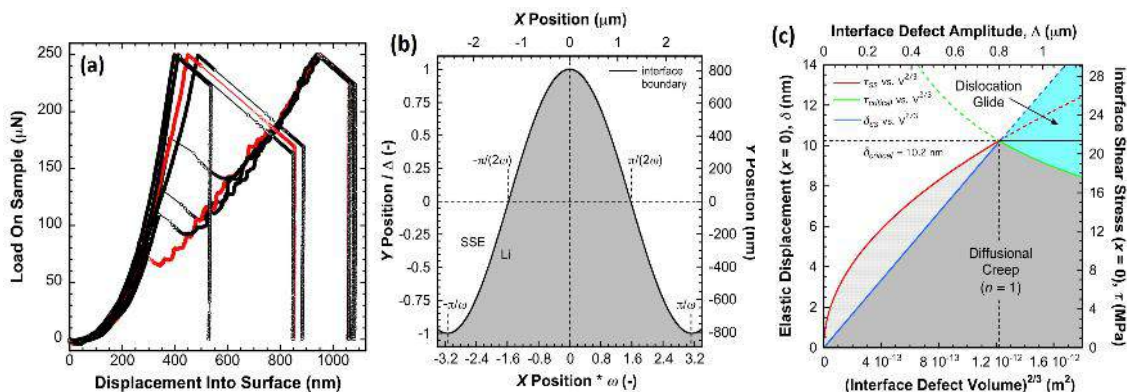 (a)
Load On Sample (μN)
250
200
150
100
50
0
0 200 400 600 800 1000
Displacement Into Surface (nm)
(b)
X Position (μm)
-2 -1 0 1 2
Y Position / Δ (-)
1
0.75
0.5
0.25
0
-0.25
-0.5
-0.75
-1
interface
boundary
-π/(2ω)
π/(2ω)
SSE
Li
-π/ω
π/ω
800
600
400
200
0
-200
-400
-600
-800
Y Position (nm)
-3.2 -2.4 -1.6 -0.8 0 0.8 1.6 2.4 3.2
X Position * ω (-)
(c)
Interface Defect Amplitude, Δ (μm)
0 0.2 0.4 0.6 0.8 1
Elastic Displacement (x = 0), δ (nm)
14
12
10
8
6
4
2
0
τSS vs. V2/3
τcritical vs. V2/3
δSS vs. V2/3
Dislocation
Glide
δcritical = 10.2 nm
Diffusional
Creep
(n = 1)
28
24
20
16
12
8
4
0
Interface Shear Stress (x = 0), τ (MPa)
0 4 10-13 8 10-13 1.2 10-12 1.6 10-12
(Interface Defect Volume)2/3 (m2)